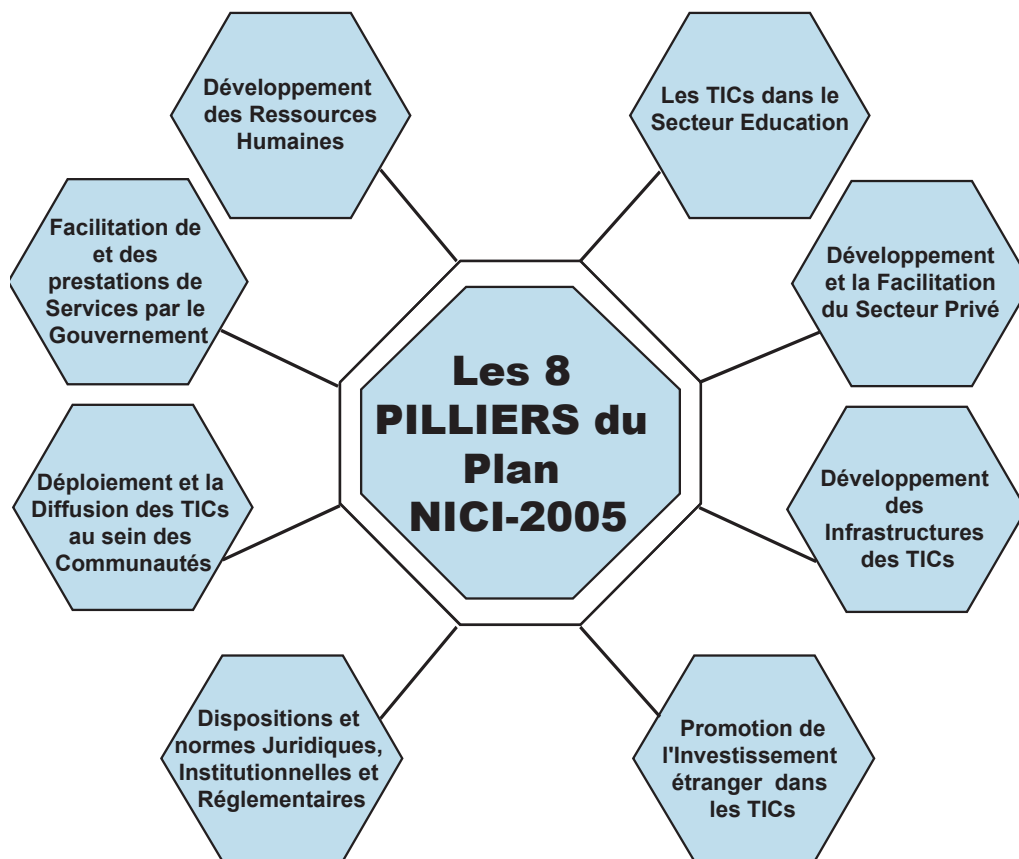 Développement
des Ressources
Humaines
Les TICs dans le
Secteur Education
Facilitation de
et des
prestations de
Services par le
Gouvernement
Développement
et la Facilitation
du Secteur Privé
Les 8
PILLIERS du
Plan
NICI-2005
Déploiement et la
Diffusion des TICs
au sein des
Communautés
Développement
des
Infrastructures
des TICs
Dispositions et
normes Juridiques,
Institutionnelles et
Réglementaires
Promotion de
l'Investissement
étranger dans
les TICs